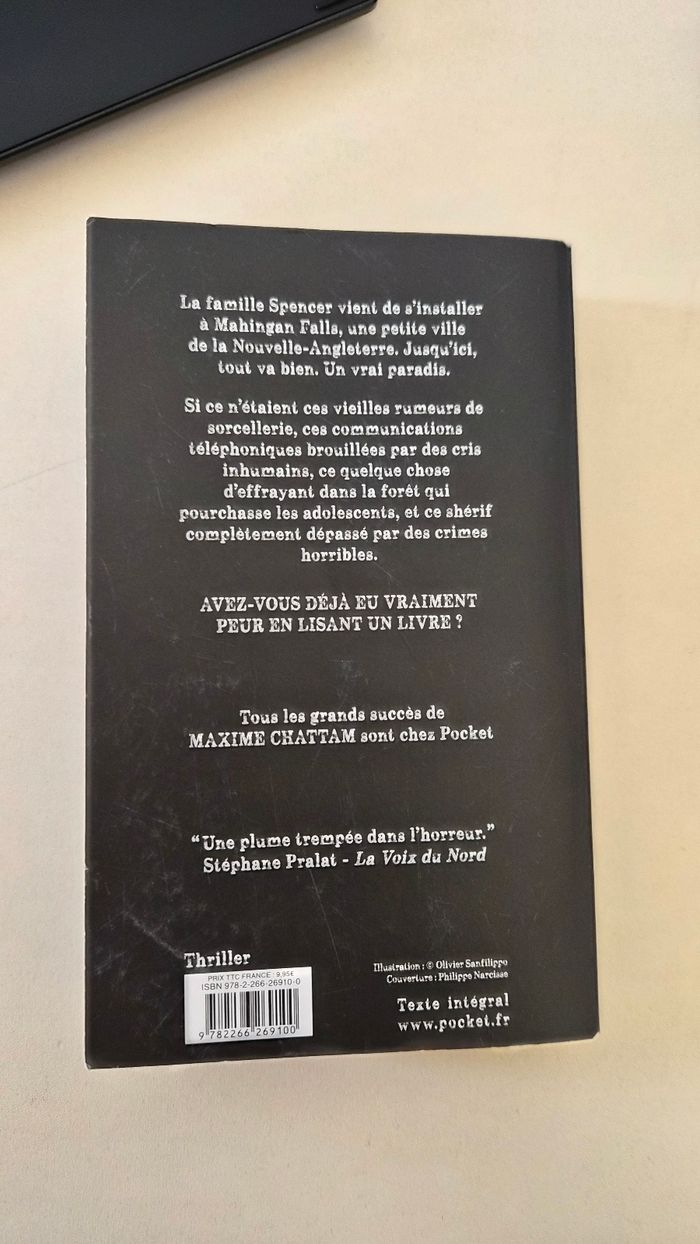 La famille Spencer vient de s'installer
à Mahingan Falls, une petite ville
de la Nouvelle-Angleterre. Jusqu'ici,
tout va bien. Un vrai paradis.
Si ce n'étaient ces vieilles rumeurs de
sorcellerie, ces communications
téléphoniques brouillées par des cris
inhumains, ce quelque chose
d'effrayant dans la forêt qui
pourchasse les adolescents, et ce shérif
complètement dépassé par des crimes
horribles.
AVEZ-VOUS DÉJÀ EU VRAIMENT
PEUR EN LISANT UN LIVRE ?
Tous les grands succès de
MAXIME CHATTAM sont chez Pocket
“Une plume trempée dans l'horreur.”
Stéphane Pralat - La Voix du Nord
Thriller
PRIX TTC FRANCE : 9,95€
ISBN 978-2-266-26910-0
9 782266 269100
Illustration : © Olivier Sanfilippo
Couverture : Philippe Narcisse
Texte intégral
www.pocket.fr